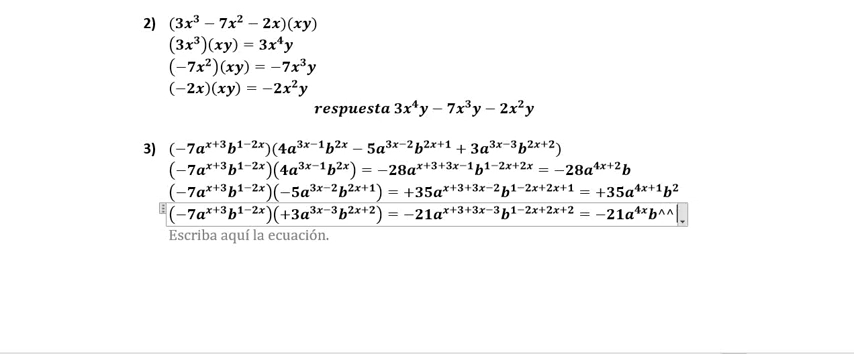 2) (3x³ − 7x² − 2x)(xy)
(3x³)(xy) = 3x⁴y
(−7x²)(xy) = −7x³y
(−2x)(xy) = −2x²y
respuesta 3x⁴y − 7x³y − 2x²y
3) (−7a^{x+3}b^{1−2x})(4a^{3x−1}b^{2x} − 5a^{3x−2}b^{2x+1} + 3a^{3x−3}b^{2x+2})
(−7a^{x+3}b^{1−2x})(4a^{3x−1}b^{2x}) = −28a^{x+3+3x−1}b^{1−2x+2x} = −28a^{4x+2}b
(−7a^{x+3}b^{1−2x})(−5a^{3x−2}b^{2x+1}) = +35a^{x+3+3x−2}b^{1−2x+2x+1} = +35a^{4x+1}b²
(−7a^{x+3}b^{1−2x})(+3a^{3x−3}b^{2x+2}) = −21a^{x+3+3x−3}b^{1−2x+2x+2} = −21a^{4x}b^^
Escriba aquí la ecuación.